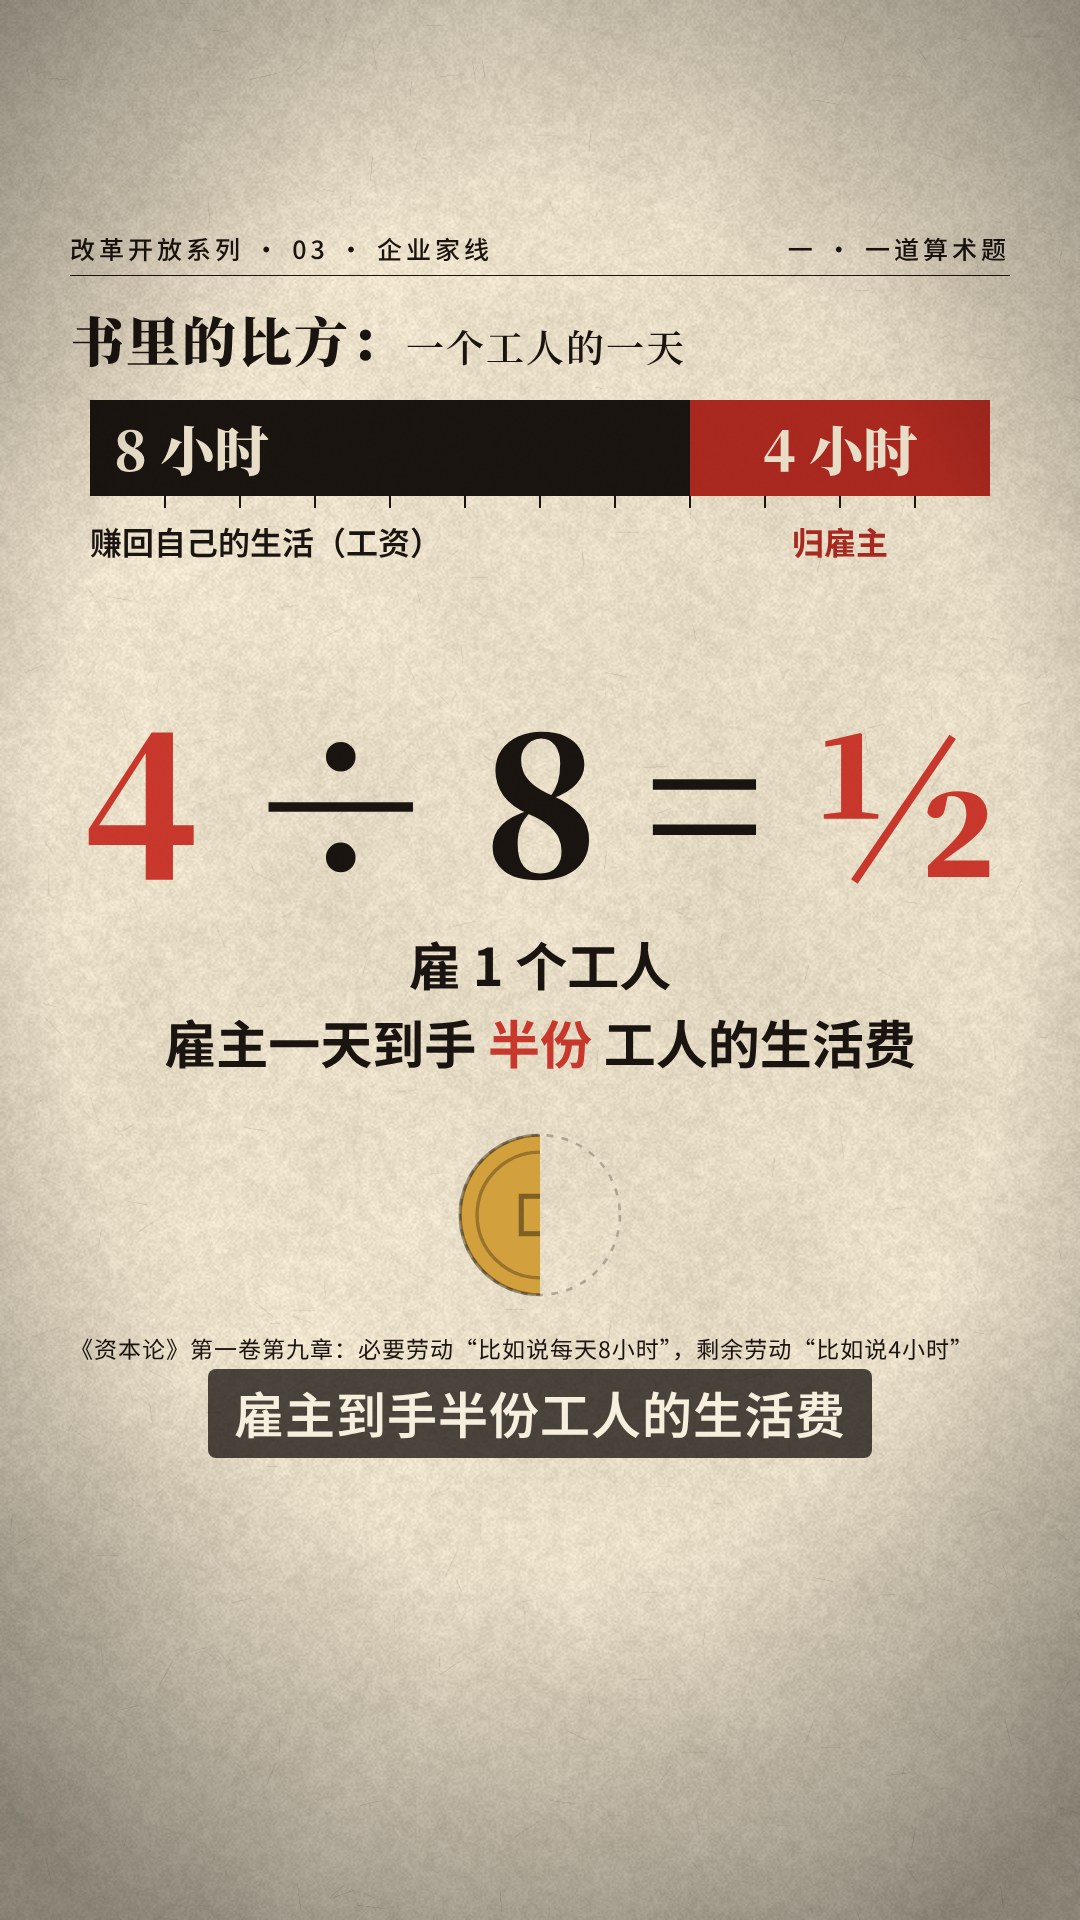 改革开放系列 · 03 · 企业家线
一 · 一道算术题
书里的比方：一个工人的一天
8 小时
4 小时
赚回自己的生活（工资）
归雇主
4 ÷ 8 = ½
雇 1 个工人
雇主一天到手 半份 工人的生活费
《资本论》第一卷第九章：必要劳动“比如说每天8小时”，剩余劳动“比如说4小时”
雇主到手半份工人的生活费